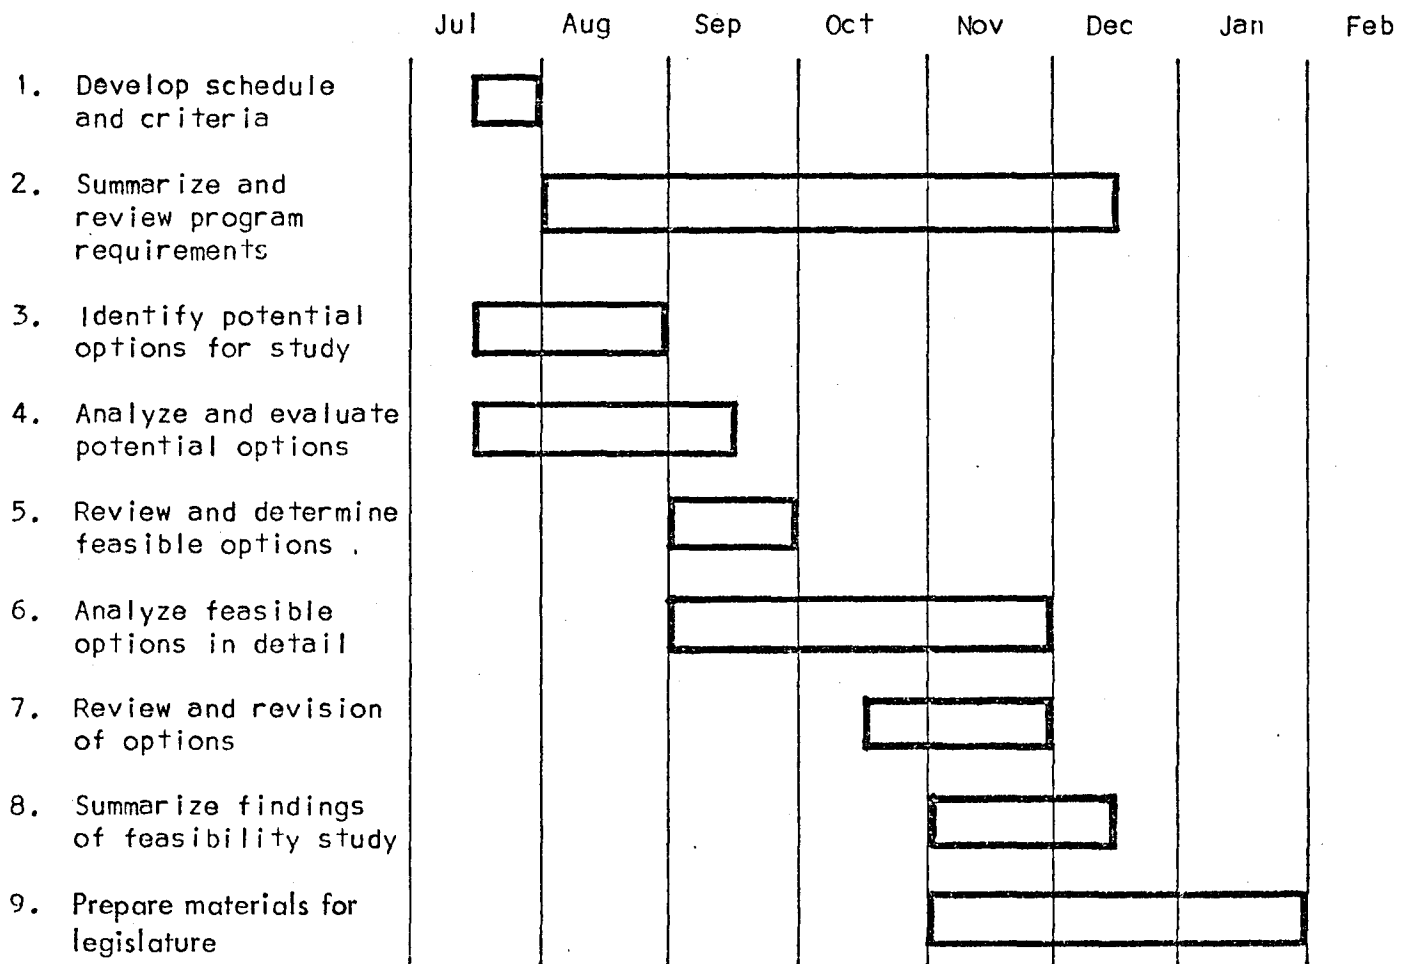 Jul Aug Sep Oct Nov Dec Jan Feb
1. Develop schedule
and criteria
2. Summarize and
review program
requirements
3. Identify potential
options for study
4. Analyze and evaluate
potential options
5. Review and determine
feasible options .
6. Analyze feasible
options in detail
7. Review and revision
of options
8. Summarize findings
of feasibility study
9. Prepare materials for
legislature